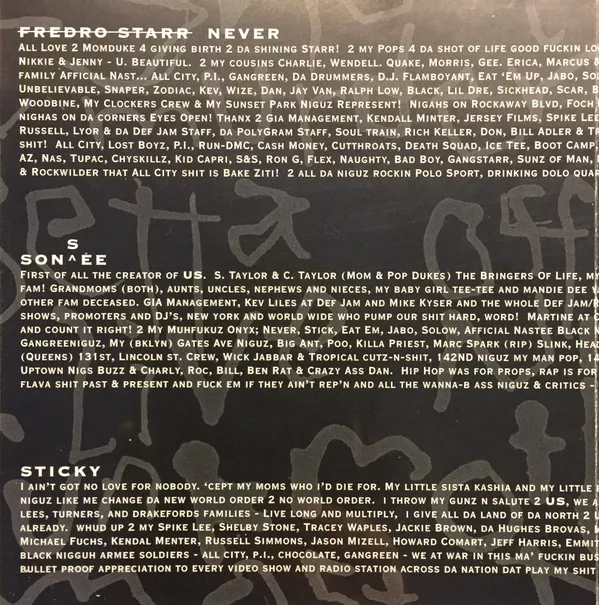 FREDRO STARR NEVER
ALL LOVE 2 MOMDUKE 4 GIVING BIRTH 2 DA SHINING STARR! 2 MY POPS 4 DA SHOT OF LIFE GOOD FUCKIN LO
NIKKIE & JENNY - U. BEAUTIFUL. 2 MY COUSINS CHARLIE, WENDELL. QUAKE, MORRIS, GEE. ERICA, MARCUS &
FAMILY AFFICIAL NAST... ALL CITY, P.I., GANGREEN, DA DRUMMERS, D.J. FLAMBOYANT, EAT 'EM UP, JABO, SOL
UNBELIEVABLE, SNAPER, ZODIAC, KEV, WIZE, DAN, JAY VAN, RALPH LOW, BLACK, LIL DRE, SICKHEAD, SCAR, B
WOODBINE, MY CLOCKERS CREW & MY SUNSET PARK NIGUZ REPRESENT! NIGAHS ON ROCKAWAY BLVD, FOCH
NIGHAS ON DA CORNERS EYES OPEN! THANX 2 GIA MANAGEMENT, KENDALL MINTER, JERSEY FILMS, SPIKE LEE
RUSSELL, LYOR & DA DEF JAM STAFF, DA POLYGRAM STAFF, SOUL TRAIN, RICH KELLER, DON, BILL ADLER & T
SHIT! ALL CITY, LOST BOYZ, P.I., RUN-DMC, CASH MONEY, CUTTHROATS, DEATH SQUAD, ICE TEE, BOOT CAMP,
AZ, NAS, TUPAC, CHYSKILLZ, KID CAPRI, S&S, RON G, FLEX, NAUGHTY, BAD BOY, GANGSTARR, SUNZ OF MAN,
& ROCKWILDER THAT ALL CITY SHIT IS BAKE ZITI! 2 ALL DA NIGUZ ROCKIN POLO SPORT, DRINKING DOLO QUAR
S
SON^ÉE
FIRST OF ALL THE CREATOR OF US. S. TAYLOR & C. TAYLOR (MOM & POP DUKES) THE BRINGERS OF LIFE, MY
FAM! GRANDMOMS (BOTH), AUNTS, UNCLES, NEPHEWS AND NIECES, MY BABY GIRL TEE-TEE AND MANDIE DEE
OTHER FAM DECEASED. GIA MANAGEMENT, KEV LILES AT DEF JAM AND MIKE KYSER AND THE WHOLE DEF JAM/
SHOWS, PROMOTERS AND DJ'S, NEW YORK AND WORLD WIDE WHO PUMP OUR SHIT HARD, WORD! MARTINE AT
AND COUNT IT RIGHT! 2 MY MUHFUKUZ ONYX; NEVER, STICK, EAT EM, JABO, SOLOW, AFFICIAL NASTEE BLACK
GANGREENIGUZ, MY (BKLYN) GATES AVE NIGUZ, BIG ANT, POO, KILLA PRIEST, MARC SPARK (RIP) SLINK, HEA
(QUEENS) 131ST, LINCOLN ST. CREW, WICK JABBAR & TROPICAL CUTZ-N-SHIT, 142ND NIGUZ MY MAN POP, 14
UPTOWN NIGS BUZZ & CHARLY, ROC, BILL, BEN RAT & CRAZY ASS DAN. HIP HOP WAS FOR PROPS, RAP IS FOR
FLAVA SHIT PAST & PRESENT AND FUCK EM IF THEY AIN'T REP'N AND ALL THE WANNA-B ASS NIGUZ & CRITICS -
STICKY
I AIN'T GOT NO LOVE FOR NOBODY. 'CEPT MY MOMS WHO I'D DIE FOR. MY LITTLE SISTA KASHIA AND MY LITTLE
NIGUZ LIKE ME CHANGE DA NEW WORLD ORDER 2 NO WORLD ORDER. I THROW MY GUNZ N SALUTE 2 US, WE A
LEES, TURNERS, AND DRAKEFORDS FAMILIES - LIVE LONG AND MULTIPLY, I GIVE ALL DA LAND OF DA NORTH 2
ALREADY. WHUD UP 2 MY SPIKE LEE, SHELBY STONE, TRACEY WAPLES, JACKIE BROWN, DA HUGHES BROVAS,
MICHAEL FUCHS, KENDAL MENTER, RUSSELL SIMMONS, JASON MIZELL, HOWARD COMART, JEFF HARRIS, EMMIT
BLACK NIGGUH ARMEE SOLDIERS - ALL CITY, P.I., CHOCOLATE, GANGREEN - WE AT WAR IN THIS MA' FUCKIN BUS
BULLET PROOF APPRECIATION TO EVERY VIDEO SHOW AND RADIO STATION ACROSS DA NATION DAT PLAY MY SHIT